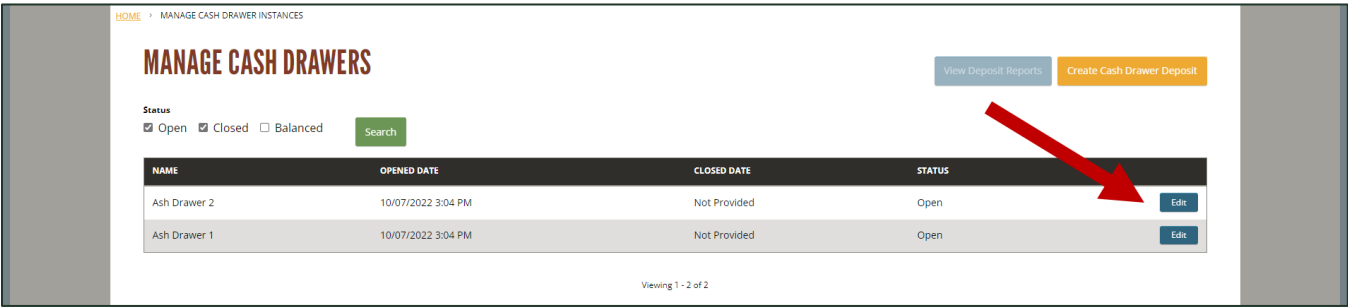 HOME › MANAGE CASH DRAWER INSTANCES
MANAGE CASH DRAWERS
View Deposit Reports Create Cash Drawer Deposit
Status
Open Closed Balanced Search
NAME OPENED DATE CLOSED DATE STATUS
Ash Drawer 2 10/07/2022 3:04 PM Not Provided Open Edit
Ash Drawer 1 10/07/2022 3:04 PM Not Provided Open Edit
Viewing 1 - 2 of 2